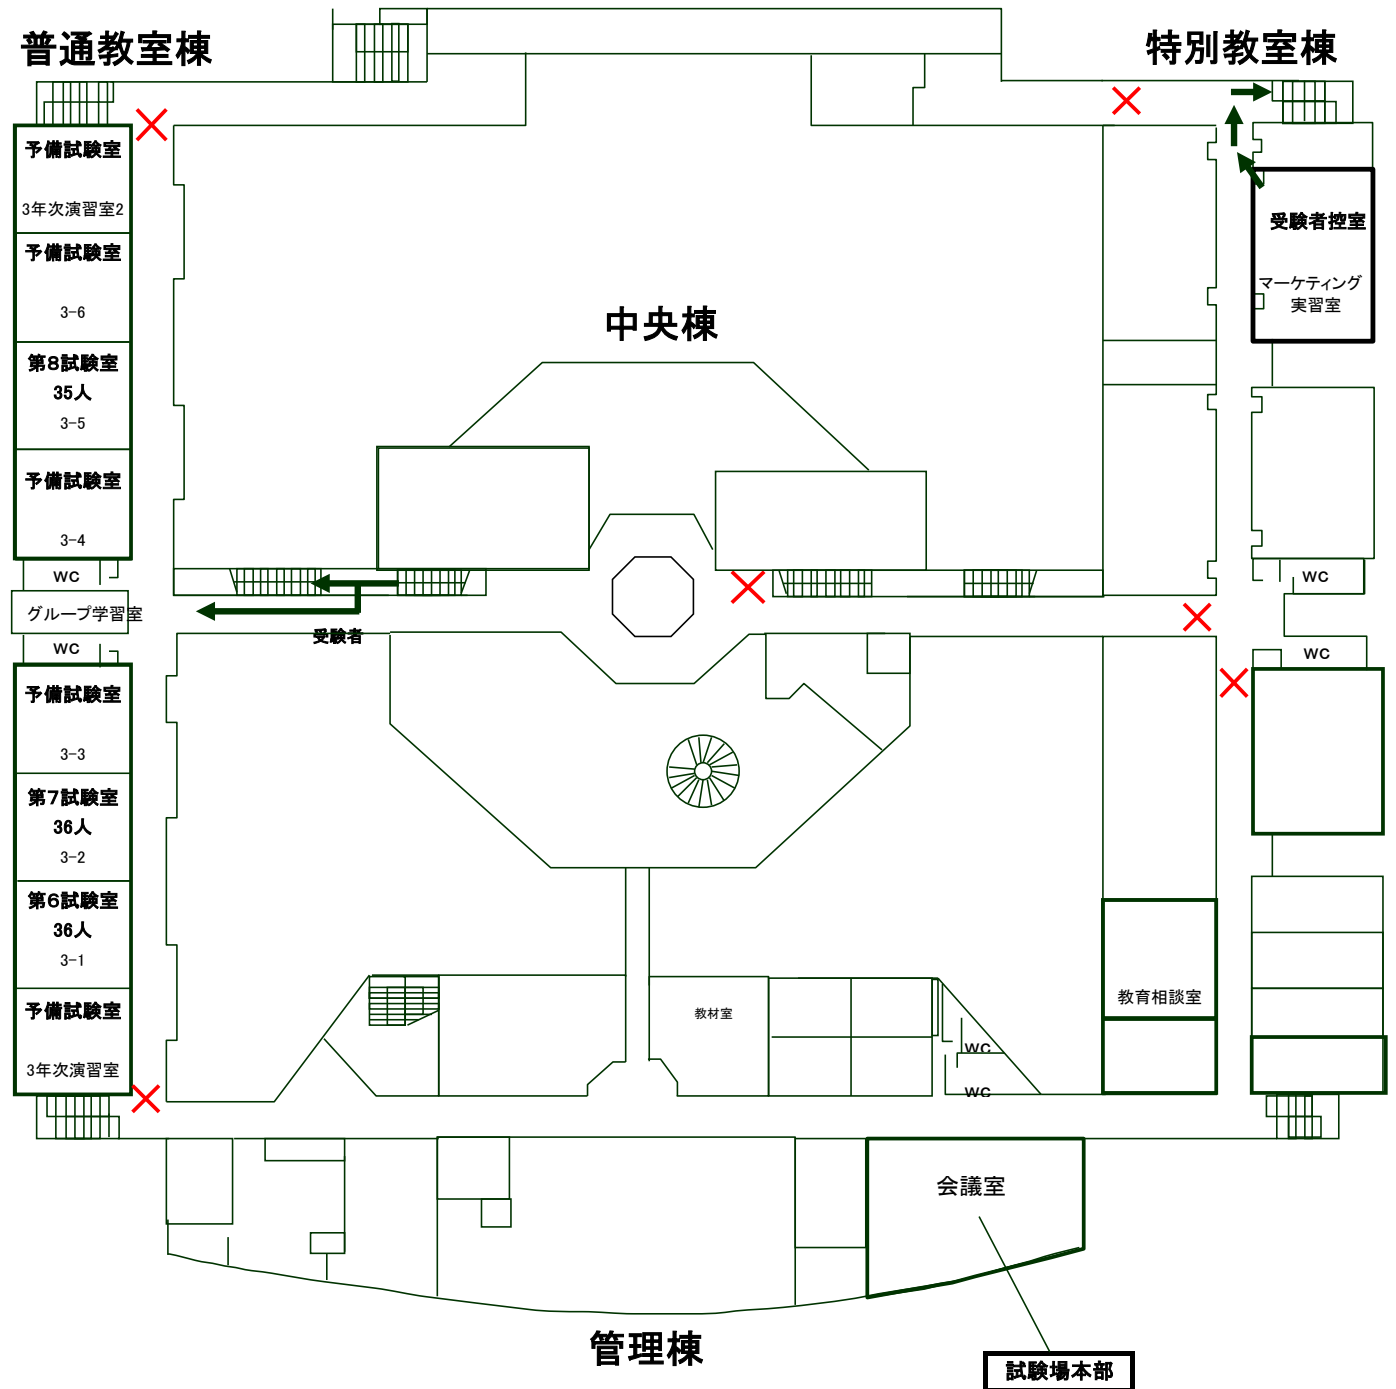 普通教室棟
特別教室棟
予備試験室
3年次演習室2
予備試験室
3-6
第8試験室
35人
3-5
予備試験室
3-4
WC
グループ学習室
WC
予備試験室
3-3
第7試験室
36人
3-2
第6試験室
36人
3-1
予備試験室
3年次演習室
中央棟
受験者
受験者控室
マーケティング
実習室
WC
WC
教材室
WC
WC
教育相談室
会議室
管理棟
試験場本部